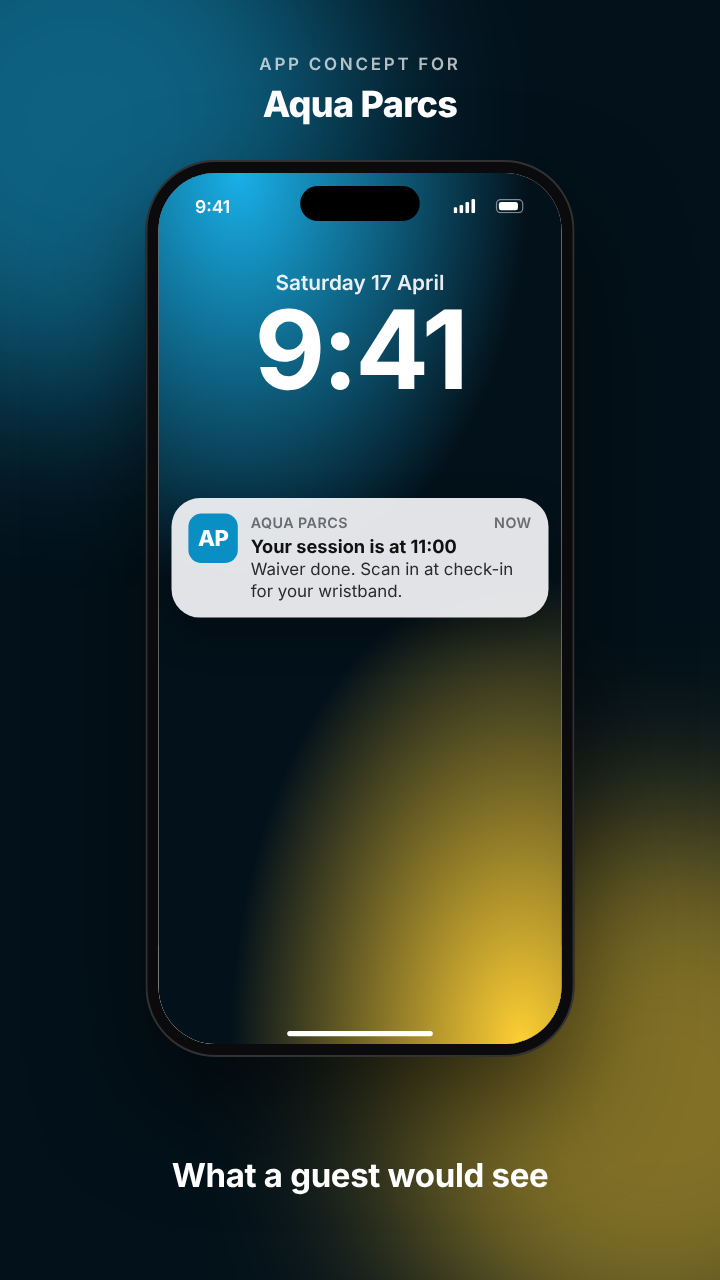 APP CONCEPT FOR
Aqua Parcs
9:41
Saturday 17 April
9:41
AP
AQUA PARCS NOW
Your session is at 11:00
Waiver done. Scan in at check-in
for your wristband.
What a guest would see